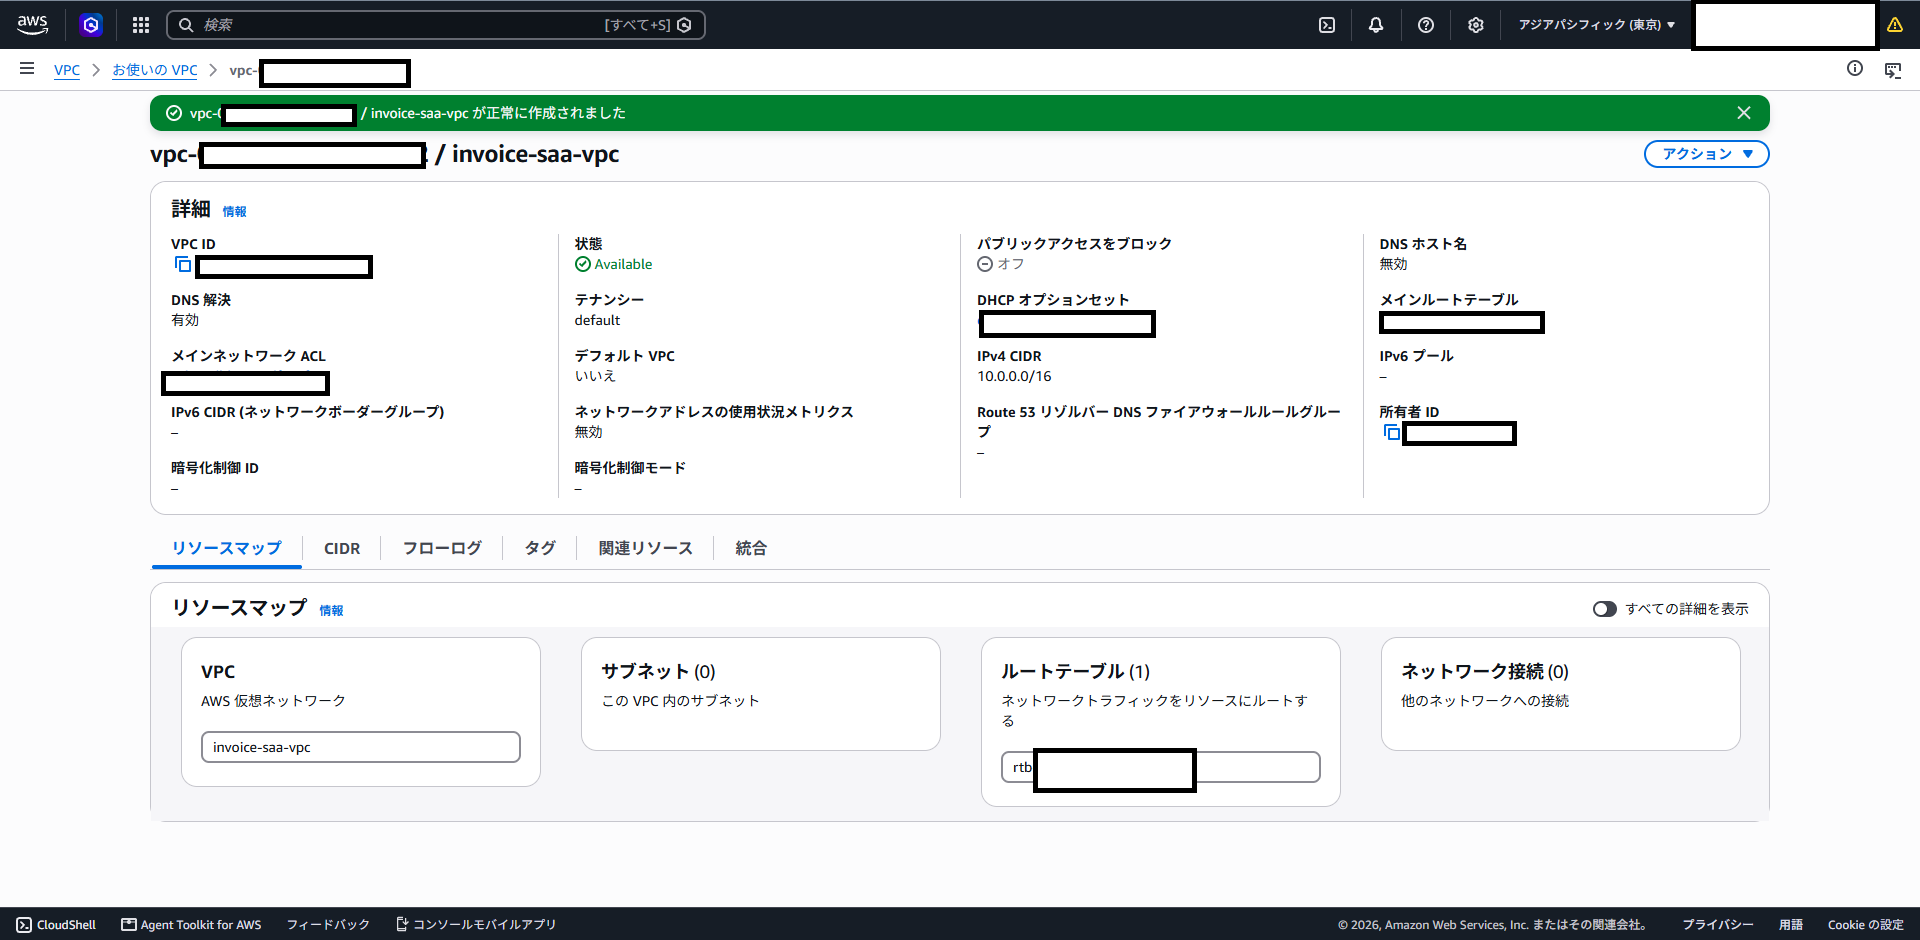 aws
検索
[すべて+S]
アジアパシフィック (東京)
VPC
お使いの VPC
vpc-
vpc- / invoice-saa-vpc が正常に作成されました
vpc- / invoice-saa-vpc
アクション
詳細 情報
VPC ID
状態
Available
パブリックアクセスをブロック
オフ
DNS ホスト名
無効
DNS 解決
有効
テナンシー
default
DHCP オプションセット
メインルートテーブル
メインネットワーク ACL
デフォルト VPC
いいえ
IPv4 CIDR
10.0.0.0/16
IPv6 プール
–
IPv6 CIDR (ネットワークボーダーグループ)
–
ネットワークアドレスの使用状況メトリクス
無効
Route 53 リゾルバー DNS ファイアウォールルールグルー
プ
–
所有者 ID
暗号化制御 ID
–
暗号化制御モード
–
リソースマップ
CIDR
フローログ
タグ
関連リソース
統合
リソースマップ 情報
すべての詳細を表示
VPC
AWS 仮想ネットワーク
invoice-saa-vpc
サブネット (0)
この VPC 内のサブネット
ルートテーブル (1)
ネットワークトラフィックをリソースにルートす
る
rtb
ネットワーク接続 (0)
他のネットワークへの接続
CloudShell
Agent Toolkit for AWS
フィードバック
コンソールモバイルアプリ
© 2026, Amazon Web Services, Inc. またはその関連会社。
プライバシー
用語
Cookie の設定